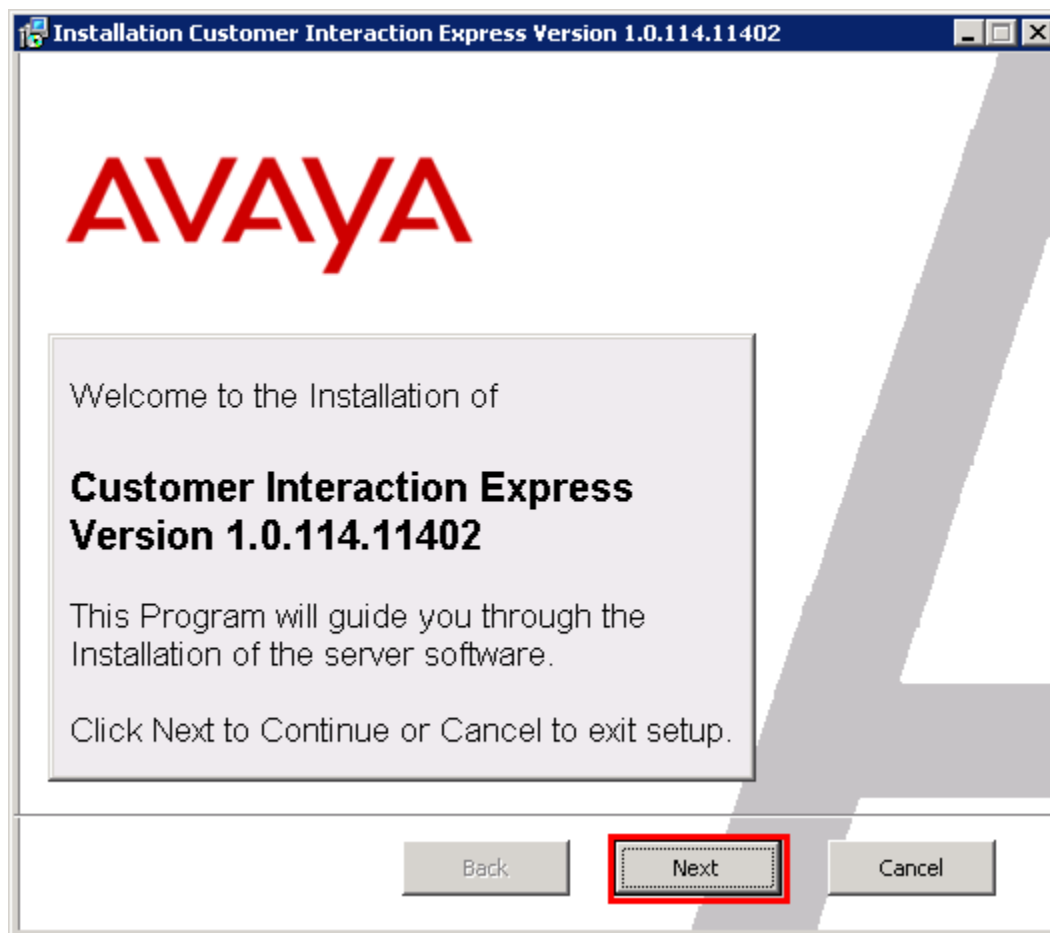 Installation Customer Interaction Express Version 1.0.114.11402
AVAYA
Welcome to the Installation of
Customer Interaction Express
Version 1.0.114.11402
This Program will guide you through the
Installation of the server software.
Click Next to Continue or Cancel to exit setup.
Back
Next
Cancel